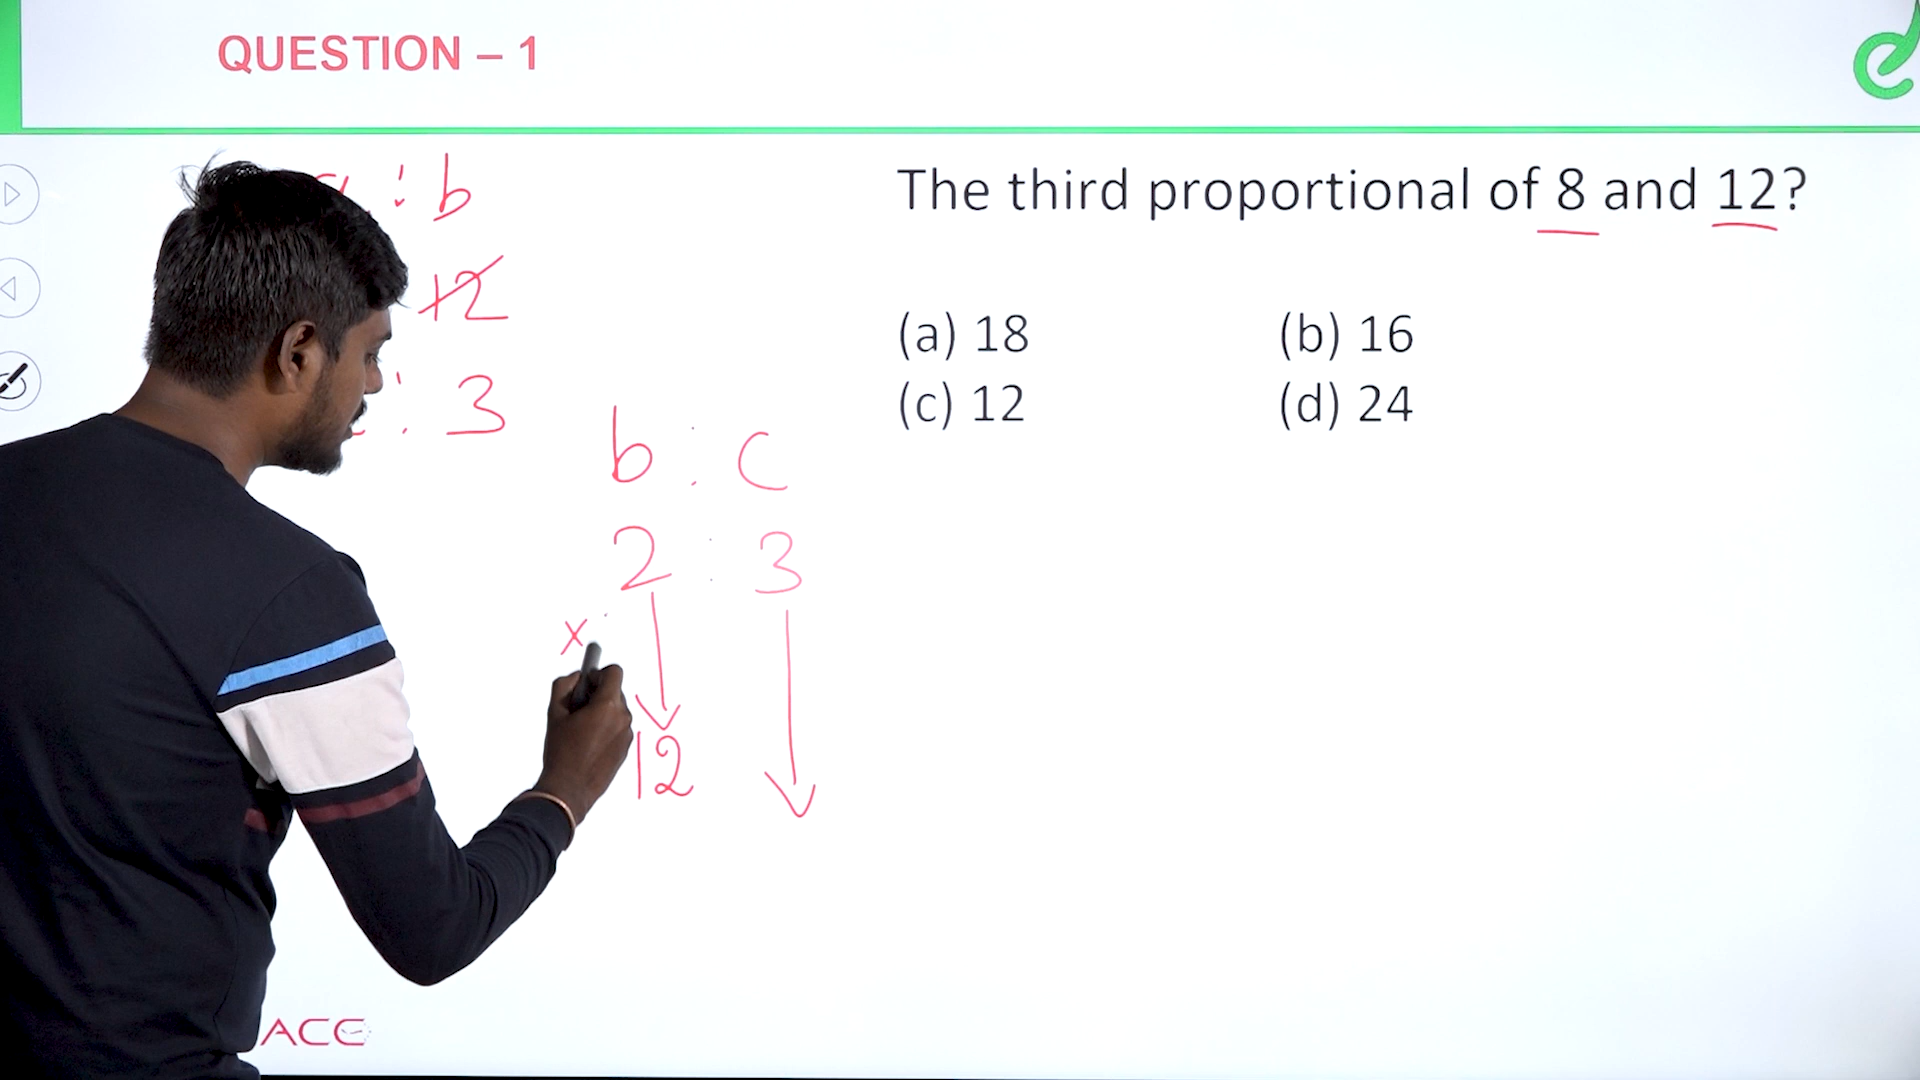 QUESTION – 1
: b
The third proportional of 8 and 12?
12
(a) 18 (b) 16
: 3
(c) 12 (d) 24
b : c
2 : 3
x
12
ACE